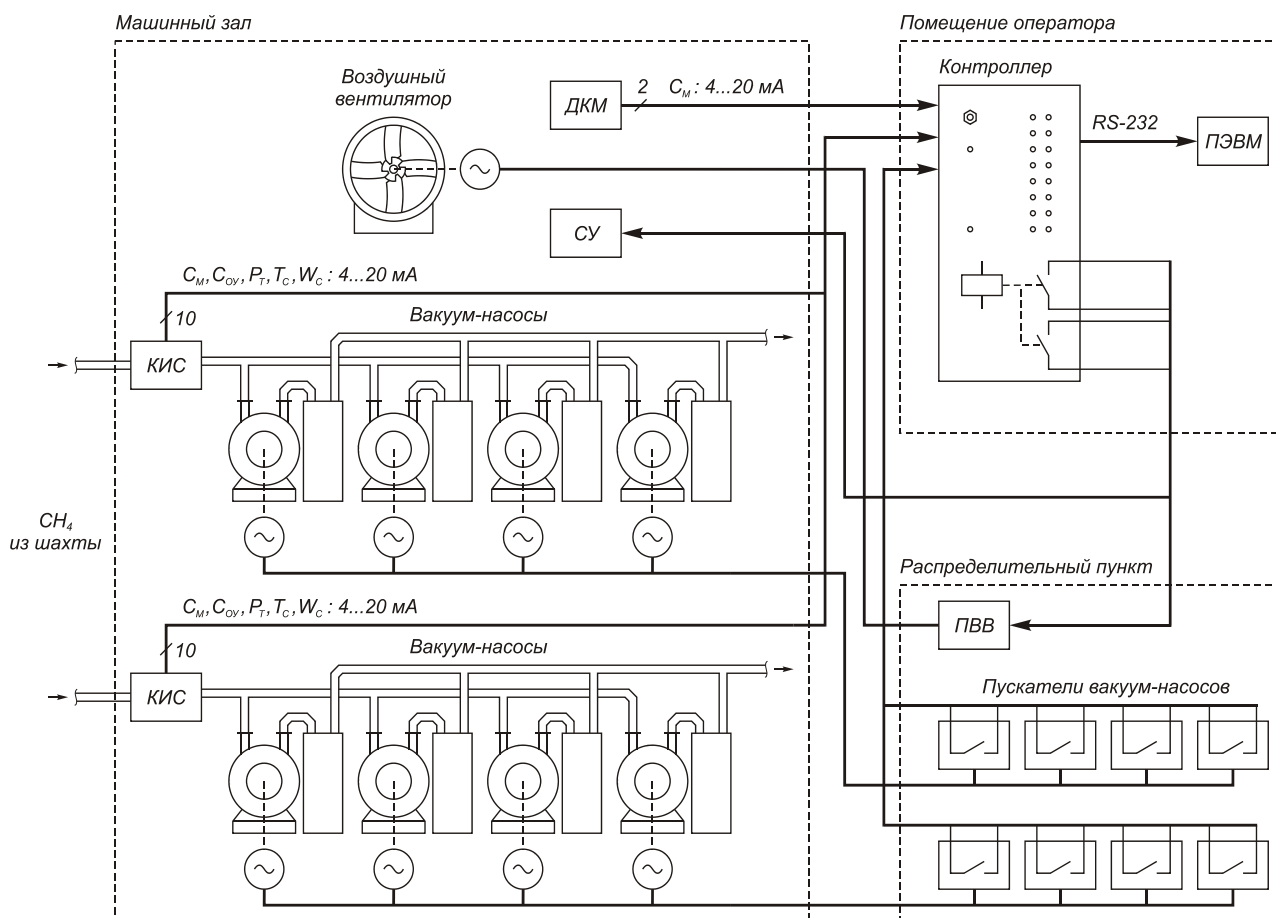 Машинный зал
Помещение оператора
Воздушный
вентилятор
ДКМ
2 Cм : 4...20 мА
Контроллер
RS-232
ПЭВМ
СУ
Cм, Cоу, Pт, Tс, Wс : 4...20 мА
10
Вакуум-насосы
КИС
CH₄
из шахты
Распределительный пункт
Cм, Cоу, Pт, Tс, Wс : 4...20 мА
ПВВ
10
Вакуум-насосы
КИС
Пускатели вакуум-насосов